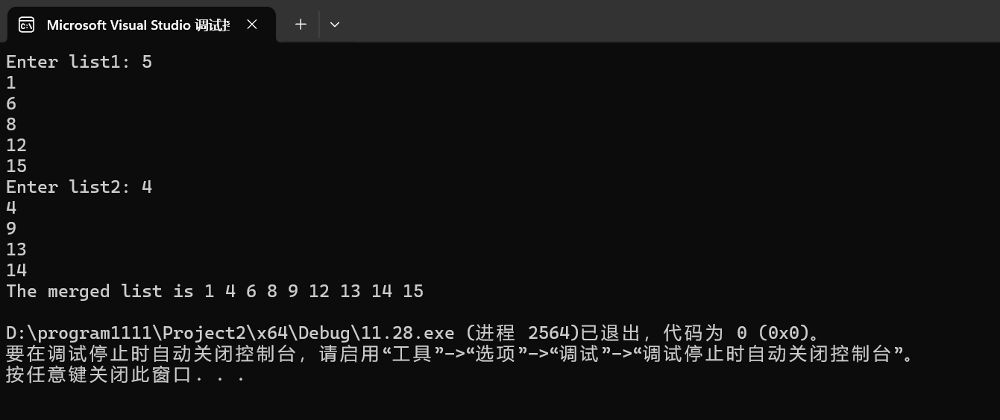 Microsoft Visual Studio 调试
Enter list1: 5
1
6
8
12
15
Enter list2: 4
4
9
13
14
The merged list is 1 4 6 8 9 12 13 14 15
D:\program1111\Project2\x64\Debug\11.28.exe (进程 2564)已退出，代码为 0 (0x0)。
要在调试停止时自动关闭控制台，请启用“工具”->“选项”->“调试”->“调试停止时自动关闭控制台”。
按任意键关闭此窗口. . .